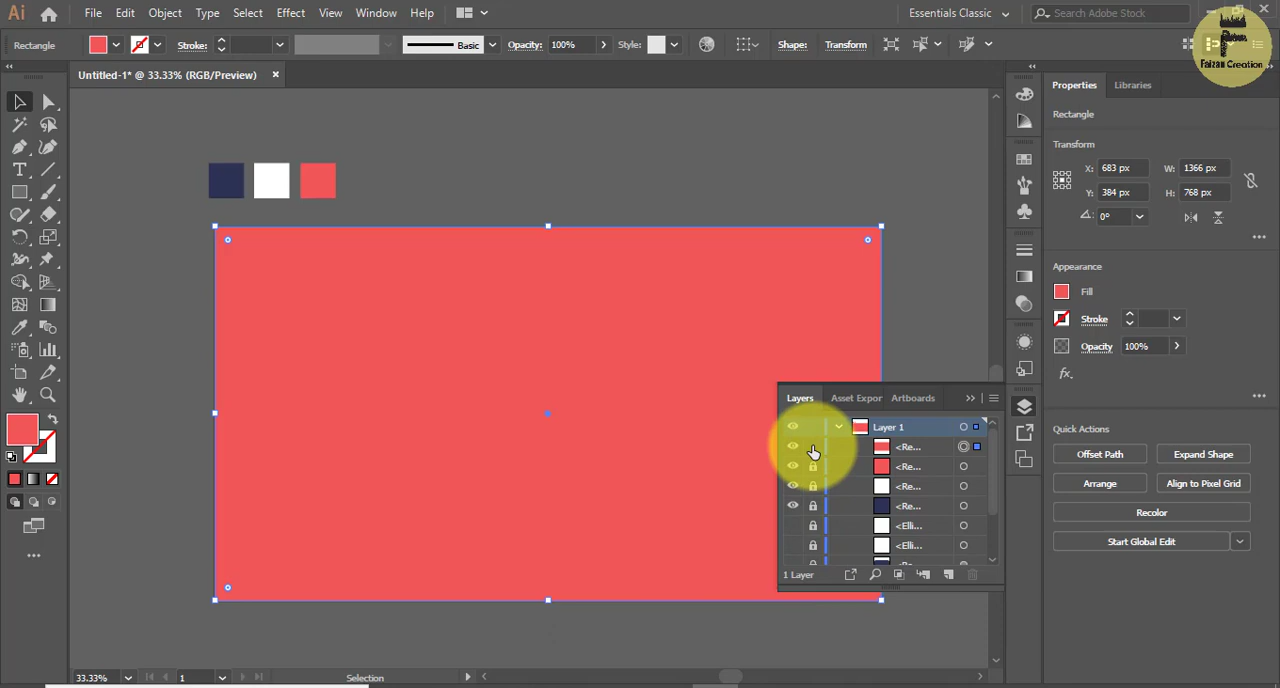 Ai File Edit Object Type Select Effect View Window Help Essentials Classic Search Adobe Stock
Rectangle Stroke: Basic Opacity: 100% Style: Shape: Transform
Faizan Creation
Untitled-1* @ 33.33% (RGB/Preview)
Properties Libraries
Rectangle
Transform
X: 683 px W: 1366 px
Y: 384 px H: 768 px
0°
Appearance
Fill
Stroke
Opacity 100%
fx
Quick Actions
Offset Path Expand Shape
Arrange Align to Pixel Grid
Recolor
Start Global Edit
Layers Asset Expor Artboards
Layer 1
<Re...
<Re...
<Re...
<Re...
<Elli...
<Elli...
1 Layer
33.33% 1 Selection